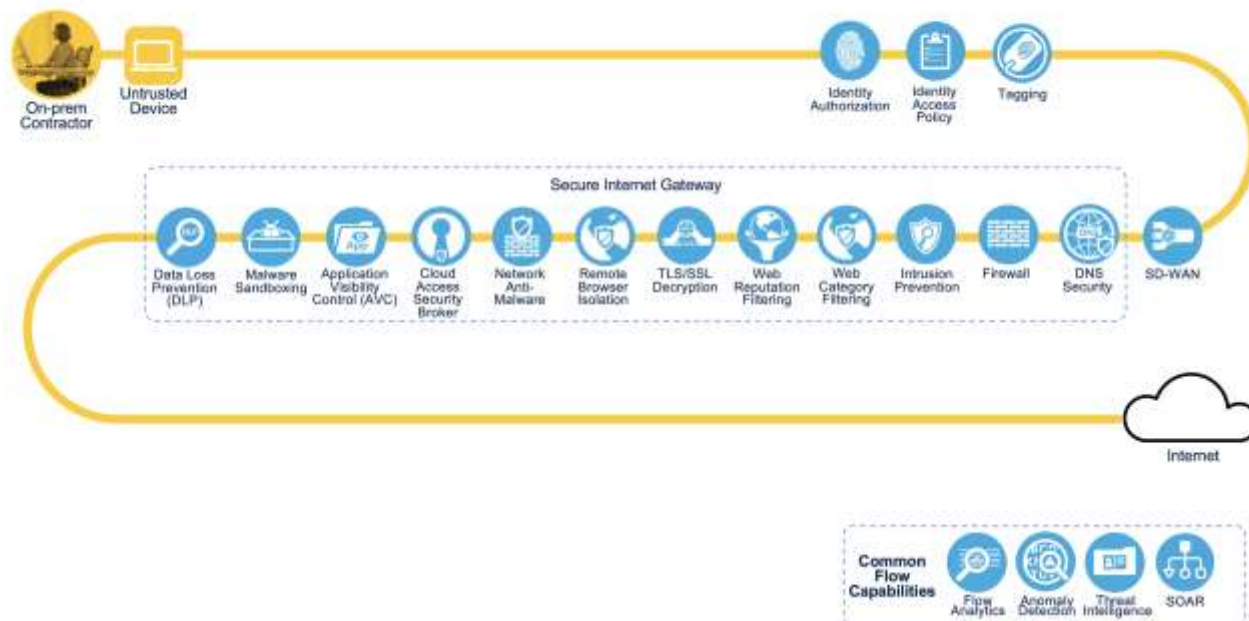 On-prem
Contractor
Untrusted
Device
Identity
Authorization
Identity
Access
Policy
Tagging
Secure Internet Gateway
Data Loss
Prevention
(DLP)
Malware
Sandboxing
Application
Visibility
Control (AVC)
Cloud
Access
Security
Broker
Network
Anti-
Malware
Remote
Browser
Isolation
TLS/SSL
Decryption
Web
Reputation
Filtering
Web
Category
Filtering
Intrusion
Prevention
Firewall
DNS
Security
SD-WAN
App
DNS
Internet
Common
Flow
Capabilities
Flow
Analytics
Anomaly
Detection
Threat
Intelligence
SOAR